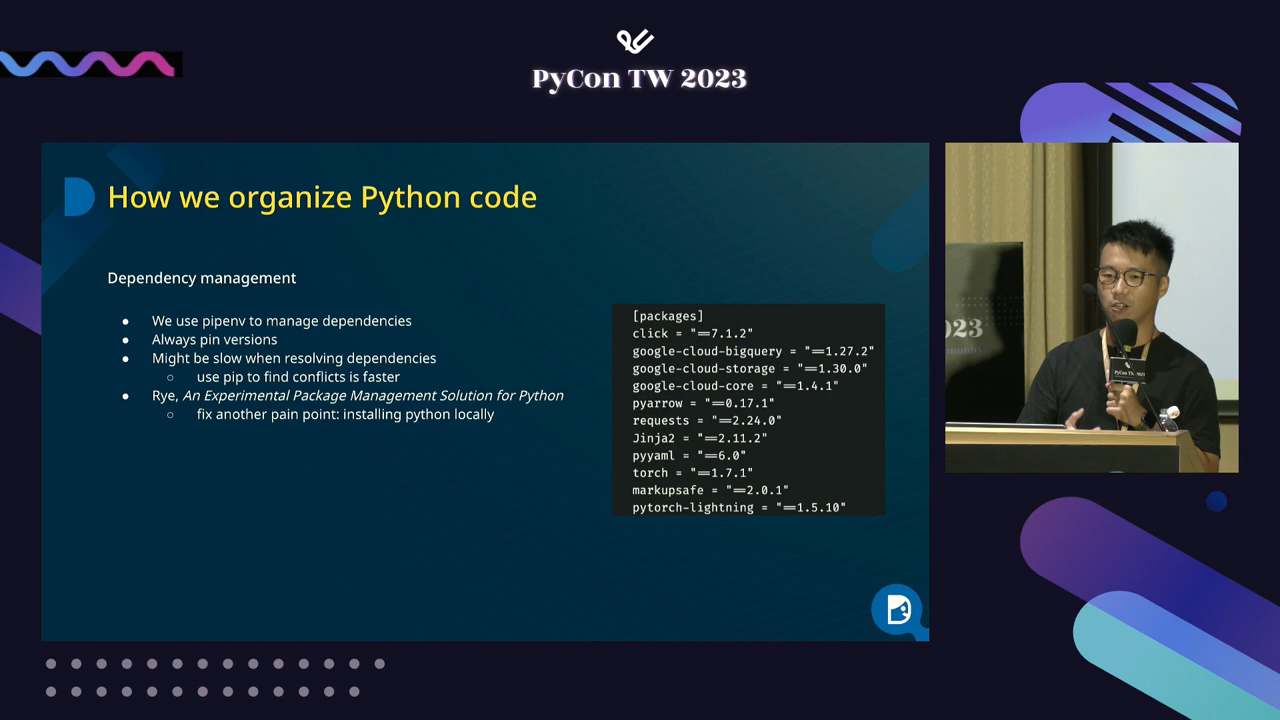 PyCon TW 2023
How we organize Python code
Dependency management
● We use pipenv to manage dependencies
● Always pin versions
● Might be slow when resolving dependencies
○ use pip to find conflicts is faster
● Rye, An Experimental Package Management Solution for Python
○ fix another pain point: installing python locally
[packages]
click = "==7.1.2"
google-cloud-bigquery = "==1.27.2"
google-cloud-storage = "==1.30.0"
google-cloud-core = "==1.4.1"
pyarrow = "==0.17.1"
requests = "==2.24.0"
Jinja2 = "==2.11.2"
pyyaml = "==6.0"
torch = "==1.7.1"
markupsafe = "==2.0.1"
pytorch-lightning = "==1.5.10"
PyCon TW 2023